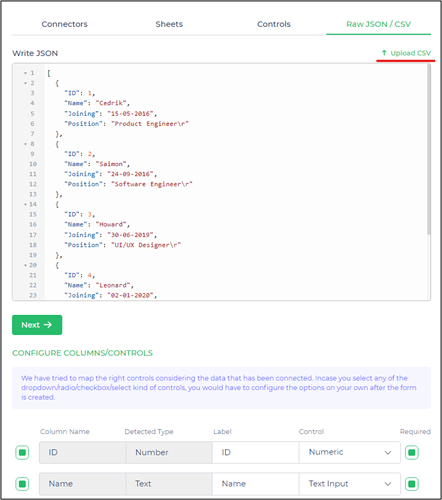 Connectors Sheets Controls Raw JSON / CSV
Write JSON ↑ Upload CSV
1 [
2 {
3 "ID": 1,
4 "Name": "Cedrik",
5 "Joining": "15-05-2016",
6 "Position": "Product Engineer\r"
7 },
8 {
9 "ID": 2,
10 "Name": "Saimon",
11 "Joining": "24-09-2016",
12 "Position": "Software Engineer\r"
13 },
14 {
15 "ID": 3,
16 "Name": "Howard",
17 "Joining": "30-06-2019",
18 "Position": "UI/UX Designer\r"
19 },
20 {
21 "ID": 4,
22 "Name": "Leonard",
23 "Joining": "02-01-2020",
Next →
CONFIGURE COLUMNS/CONTROLS
We have tried to map the right controls considering the data that has been connected. Incase you select any of the
dropdown/radio/checkbox/select kind of controls, you would have to configure the options on your own after the form
is created.
Column Name Detected Type Label Control Required
ID Number ID Numeric
Name Text Name Text Input